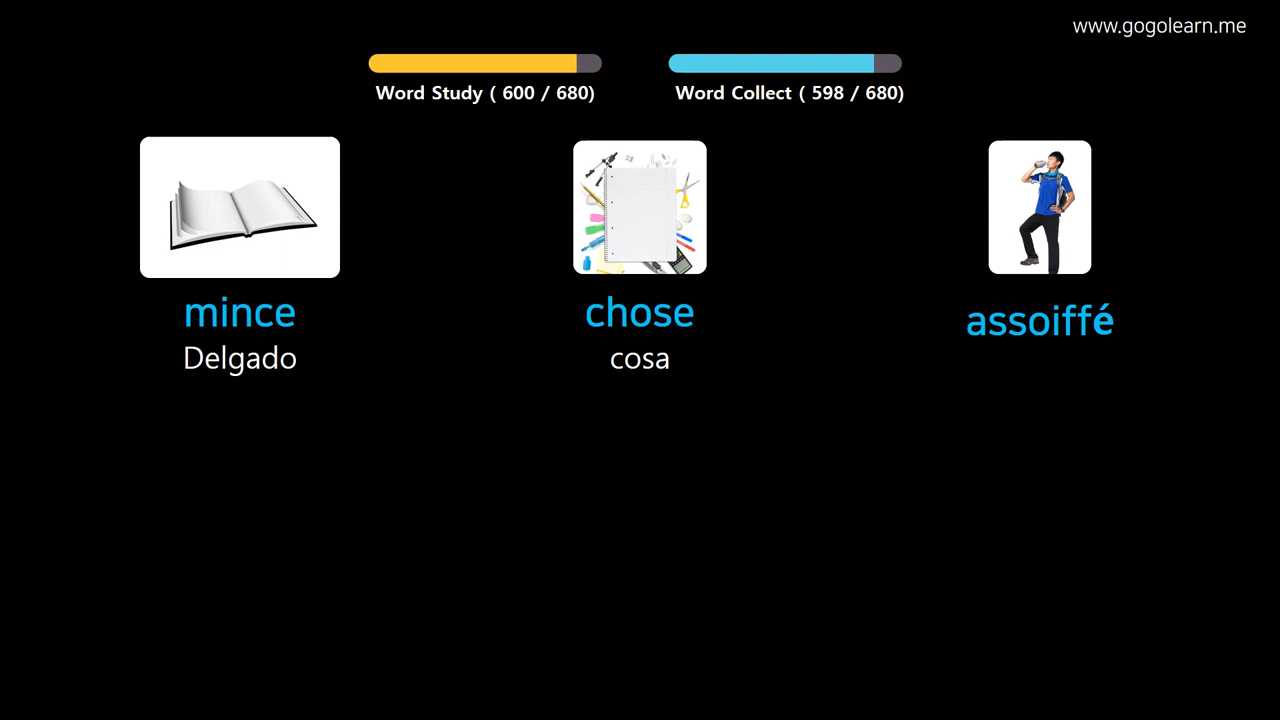 www.gogolearn.me
Word Study ( 600 / 680)
Word Collect ( 598 / 680)
mince
Delgado
chose
cosa
assoiffé